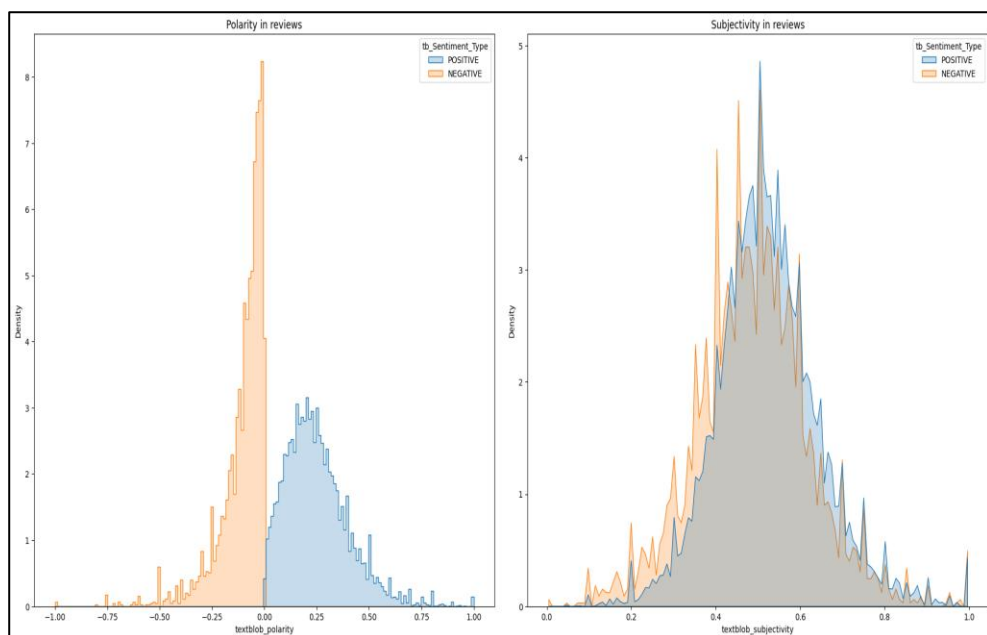 Polarity in reviews
tb_Sentiment_Type
POSITIVE
NEGATIVE
Density
8
7
6
5
4
3
2
1
0
−1.00
−0.75
−0.50
−0.25
0.00
0.25
0.50
0.75
1.00
textblob_polarity
Subjectivity in reviews
tb_Sentiment_Type
POSITIVE
NEGATIVE
Density
5
4
3
2
1
0
0.0
0.2
0.4
0.6
0.8
1.0
textblob_subjectivity